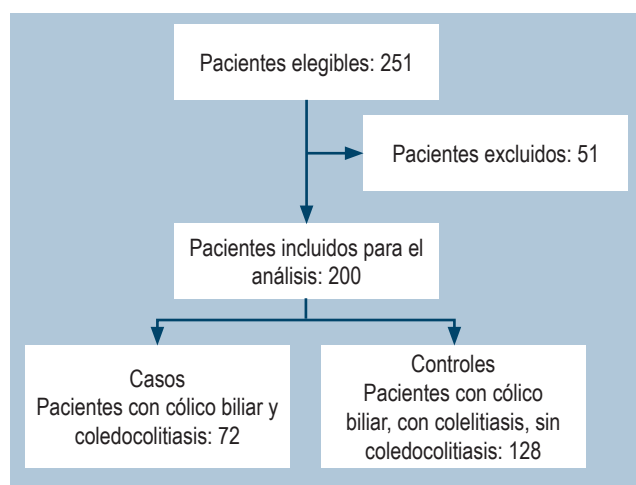 Pacientes elegibles: 251
Pacientes excluidos: 51
Pacientes incluidos para el
análisis: 200
Casos
Pacientes con cólico biliar y
coledocolitiasis: 72
Controles
Pacientes con cólico
biliar, con colelitiasis, sin
coledocolitiasis: 128